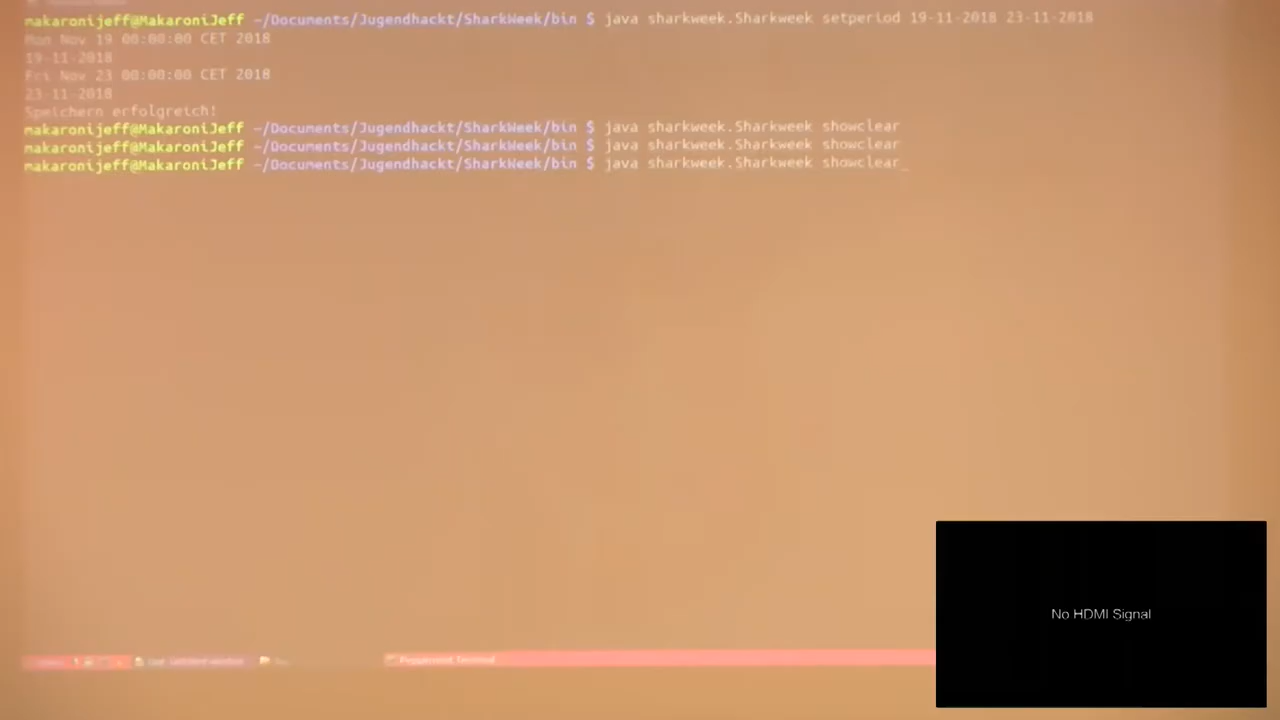 makaronijeff@MakaroniJeff ~/Documents/Jugendhackt/SharkWeek/bin $ java sharkweek.Sharkweek setperiod 19-11-2018 23-11-2018
Mon Nov 19 00:00:00 CET 2018
19-11-2018
Fri Nov 23 00:00:00 CET 2018
23-11-2018
Speichern erfolgreich!
makaronijeff@MakaroniJeff ~/Documents/Jugendhackt/SharkWeek/bin $ java sharkweek.Sharkweek showclear
makaronijeff@MakaroniJeff ~/Documents/Jugendhackt/SharkWeek/bin $ java sharkweek.Sharkweek showclear
makaronijeff@MakaroniJeff ~/Documents/Jugendhackt/SharkWeek/bin $ java sharkweek.Sharkweek showclear_
No HDMI Signal
Peppermint Terminal